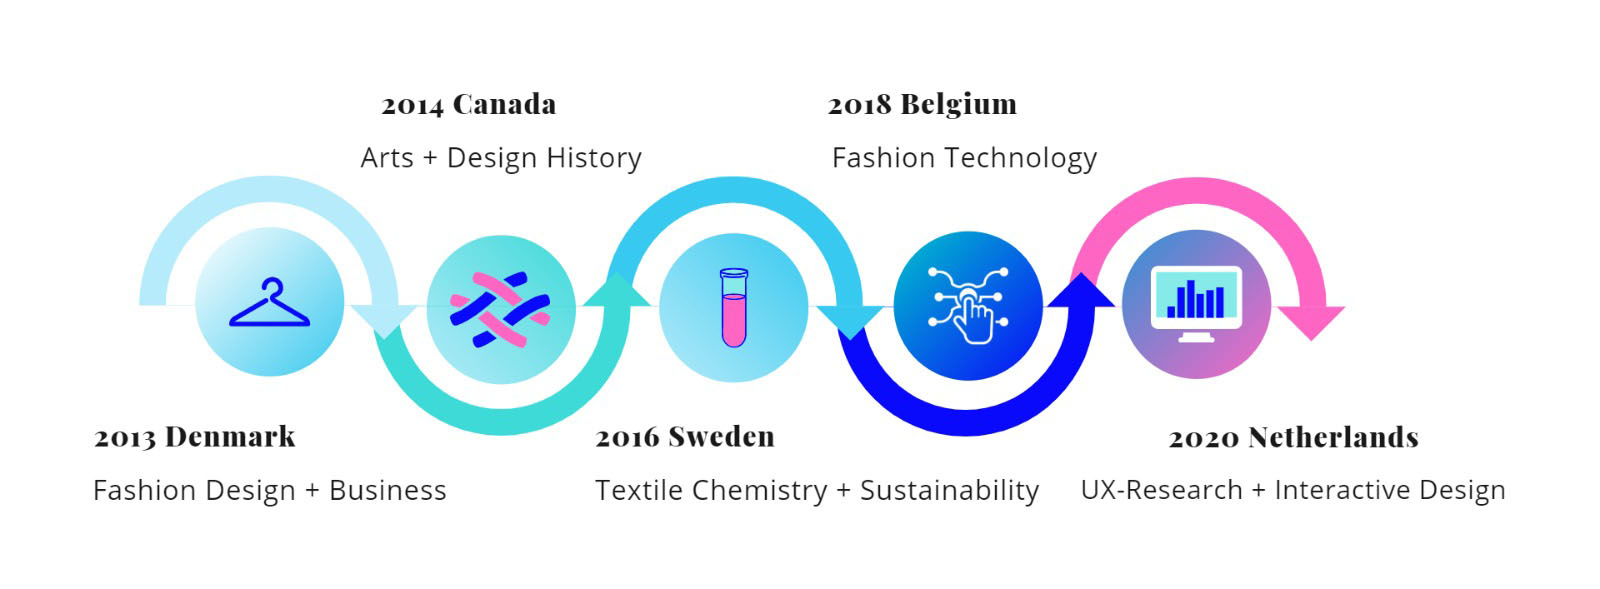 2014 Canada
Arts + Design History
2018 Belgium
Fashion Technology
2013 Denmark
Fashion Design + Business
2016 Sweden
Textile Chemistry + Sustainability
2020 Netherlands
UX-Research + Interactive Design